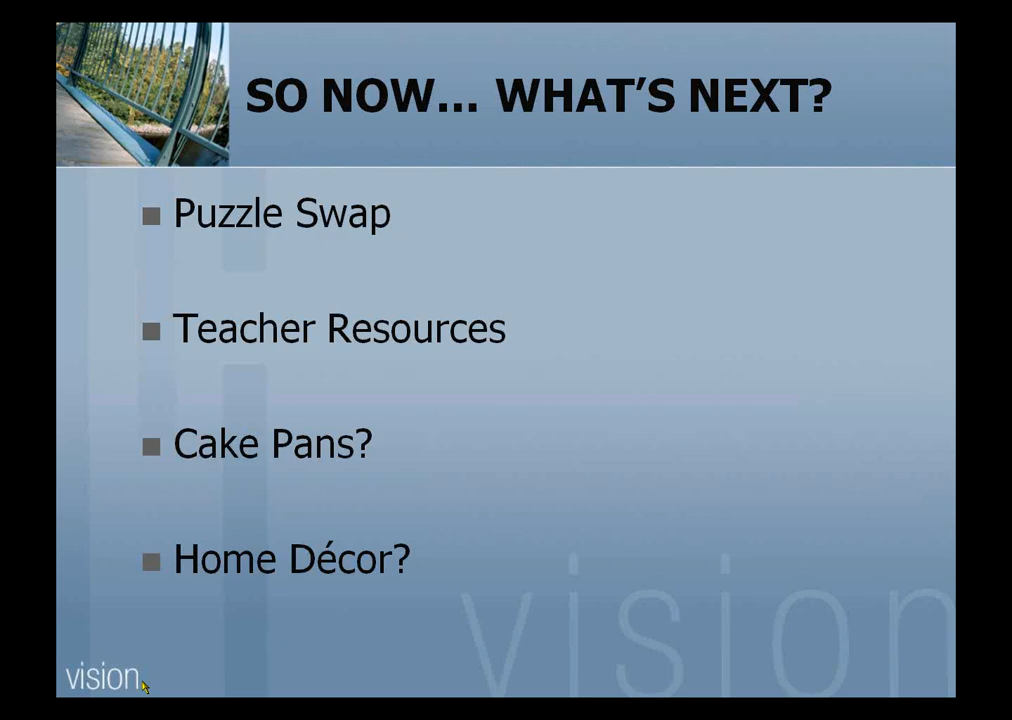 SO NOW... WHAT’S NEXT?
Puzzle Swap
Teacher Resources
Cake Pans?
Home Décor?
vision
vision